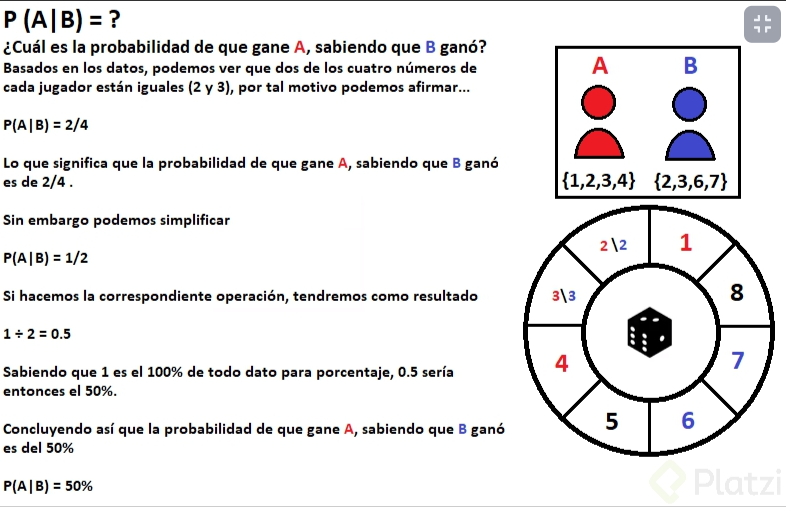 P (A|B) = ?
¿Cuál es la probabilidad de que gane A, sabiendo que B ganó?
Basados en los datos, podemos ver que dos de los cuatro números de
cada jugador están iguales (2 y 3), por tal motivo podemos afirmar...
P(A|B) = 2/4
Lo que significa que la probabilidad de que gane A, sabiendo que B ganó
es de 2/4 .
Sin embargo podemos simplificar
P(A|B) = 1/2
Si hacemos la correspondiente operación, tendremos como resultado
1 ÷ 2 = 0.5
Sabiendo que 1 es el 100% de todo dato para porcentaje, 0.5 sería
entonces el 50%.
Concluyendo así que la probabilidad de que gane A, sabiendo que B ganó
es del 50%
P(A|B) = 50%
A B
{1,2,3,4} {2,3,6,7}
2\2 1
3\3 8
4 7
5 6
Platzi